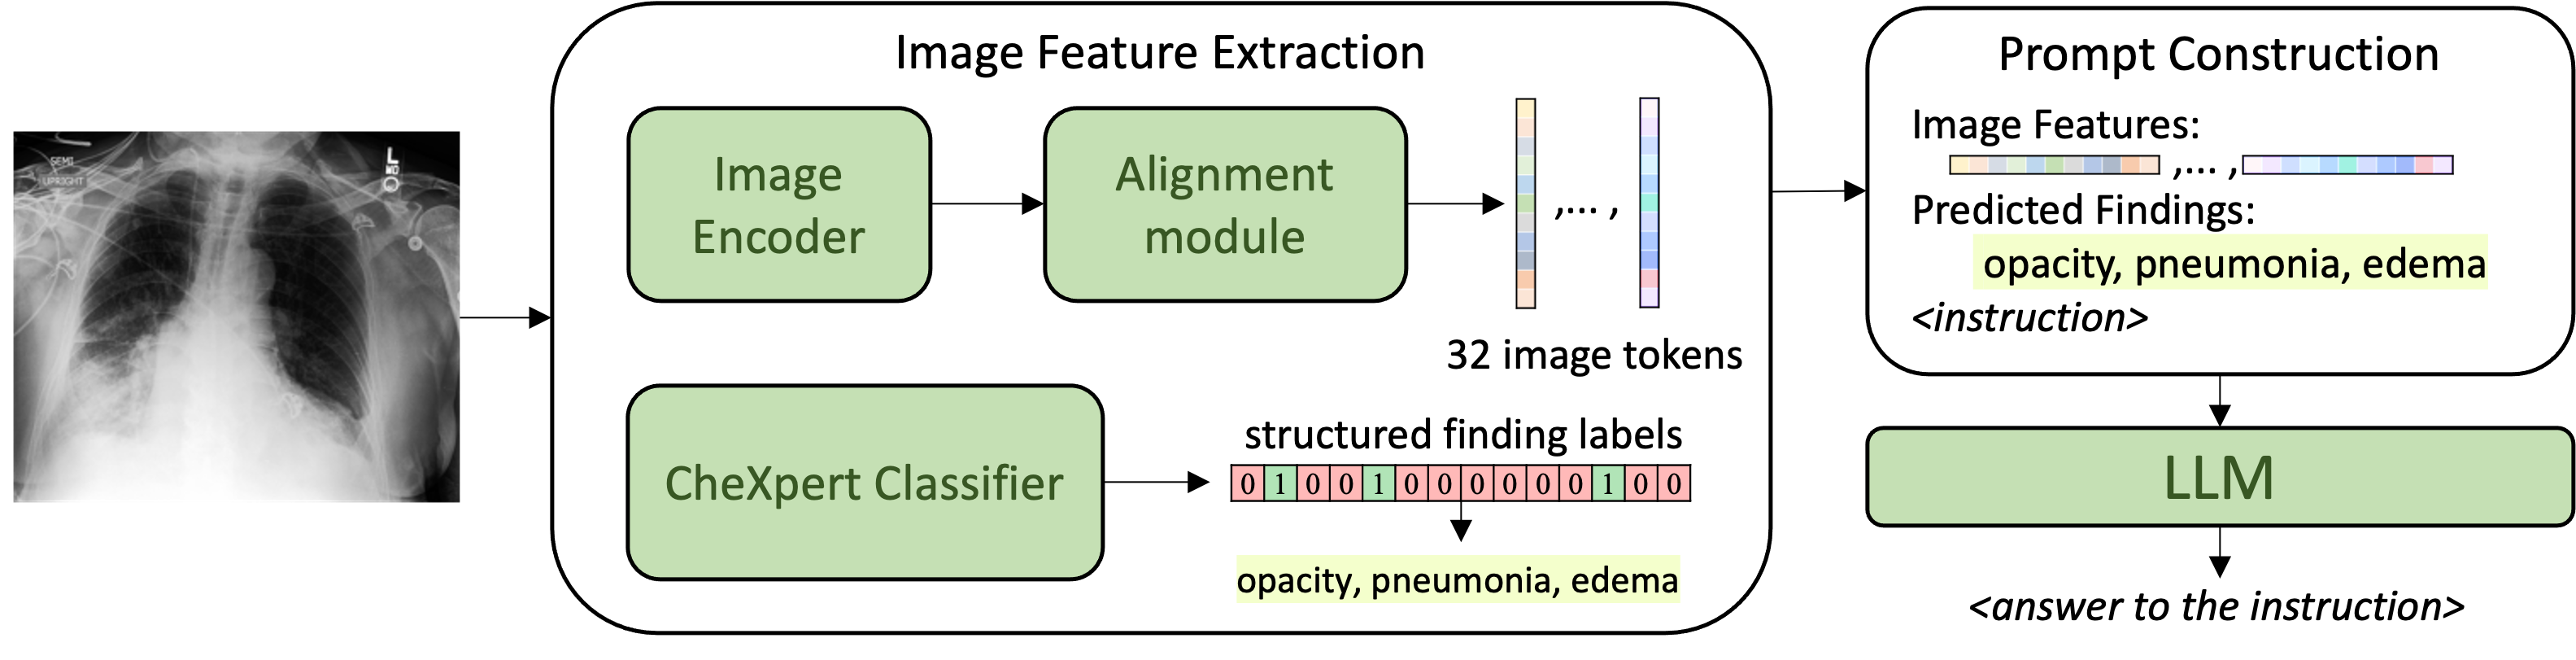 SEMI
UPRIGHT
L
Image Feature Extraction
Image
Encoder
Alignment
module
,... ,
32 image tokens
CheXpert Classifier
structured finding labels
0 1 0 0 1 0 0 0 0 0 0 1 0 0
opacity, pneumonia, edema
Prompt Construction
Image Features:
,... ,
Predicted Findings:
opacity, pneumonia, edema
<instruction>
LLM
<answer to the instruction>